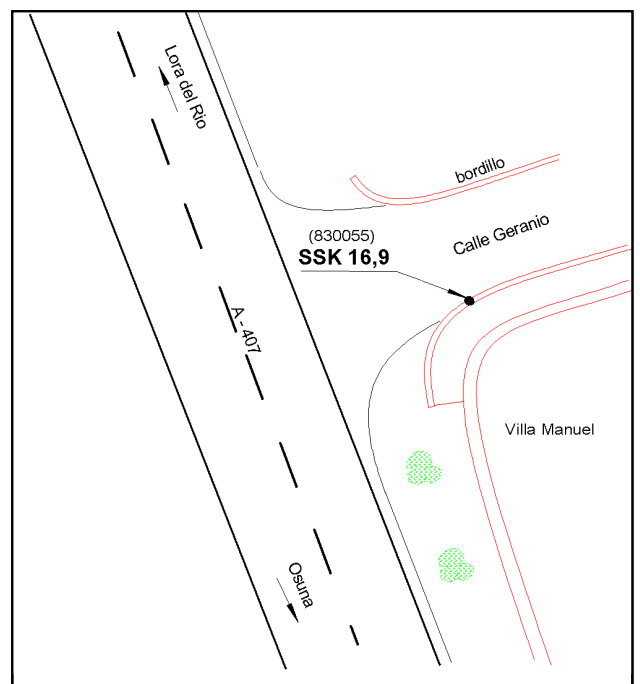 Lora del Rio
bordillo
Calle Geranio
(830055)
SSK 16,9
A - 407
Villa Manuel
Osuna